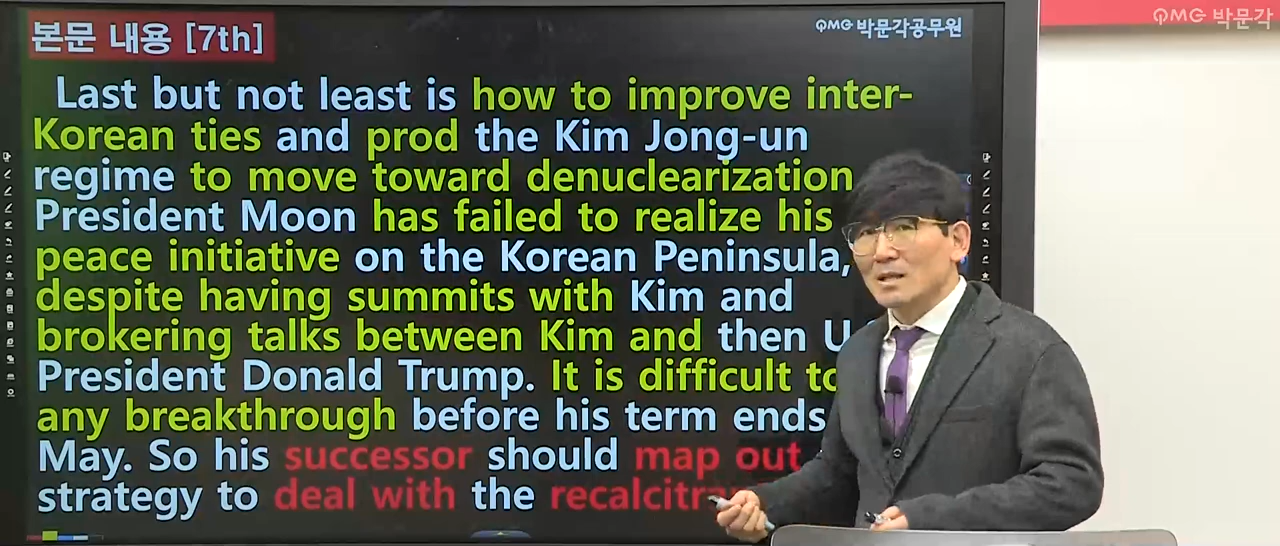 본문 내용 [7th]
QMG 박문각공무원
QMG 박문각
Last but not least is how to improve inter-
Korean ties and prod the Kim Jong-un
regime to move toward denuclearization
President Moon has failed to realize his
peace initiative on the Korean Peninsula,
despite having summits with Kim and
brokering talks between Kim and then
President Donald Trump. It is difficult
any breakthrough before his term ends
May. So his successor should map out
strategy to deal with the